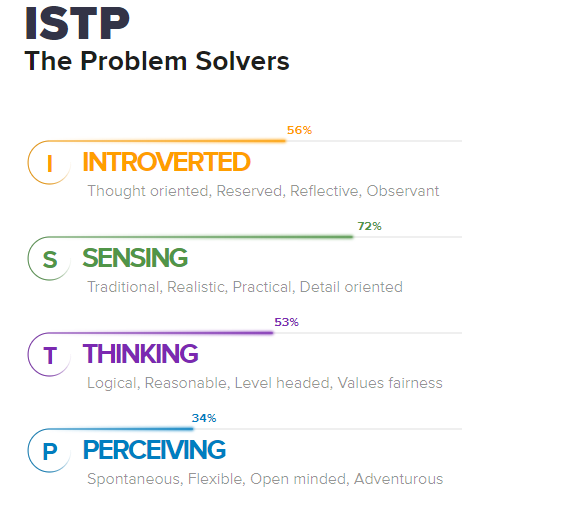 ISTP
The Problem Solvers
56%
I INTROVERTED
Thought oriented, Reserved, Reflective, Observant
72%
S SENSING
Traditional, Realistic, Practical, Detail oriented
53%
T THINKING
Logical, Reasonable, Level headed, Values fairness
34%
P PERCEIVING
Spontaneous, Flexible, Open minded, Adventurous